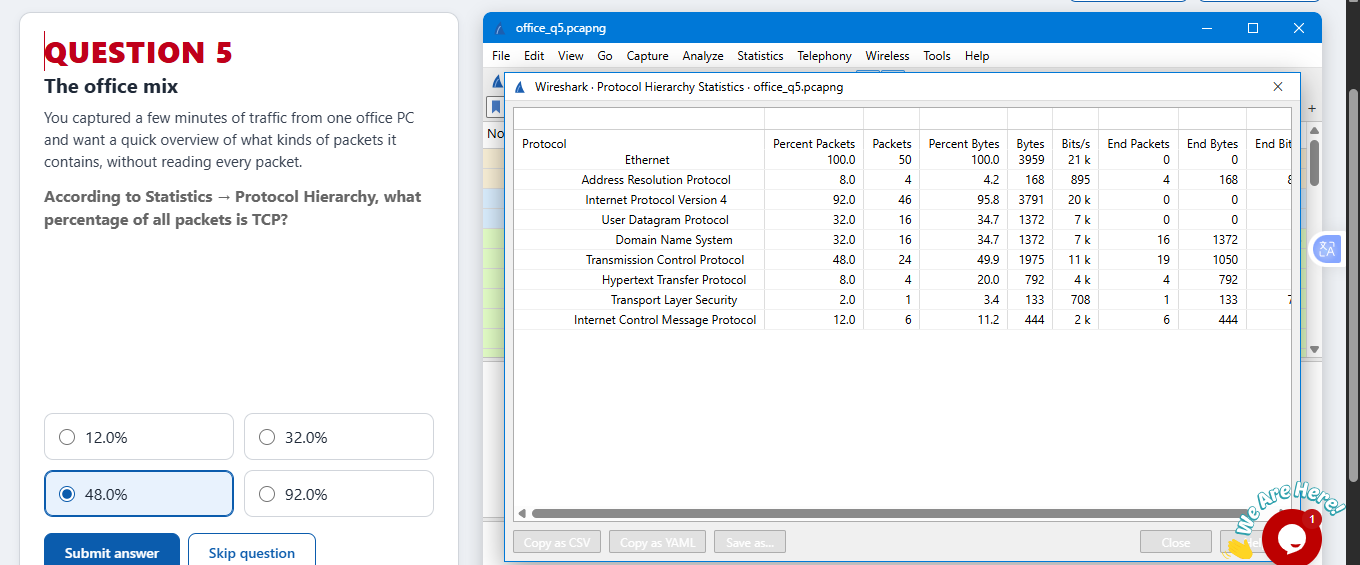 QUESTION 5
The office mix
You captured a few minutes of traffic from one office PC
and want a quick overview of what kinds of packets it
contains, without reading every packet.
According to Statistics → Protocol Hierarchy, what
percentage of all packets is TCP?
12.0%
32.0%
48.0%
92.0%
Submit answer
Skip question
office_q5.pcapng
File Edit View Go Capture Analyze Statistics Telephony Wireless Tools Help
No
Wireshark · Protocol Hierarchy Statistics · office_q5.pcapng
Protocol Percent Packets Packets Percent Bytes Bytes Bits/s End Packets End Bytes End Bit
Ethernet 100.0 50 100.0 3959 21 k 0 0
Address Resolution Protocol 8.0 4 4.2 168 895 4 168
Internet Protocol Version 4 92.0 46 95.8 3791 20 k 0 0
User Datagram Protocol 32.0 16 34.7 1372 7 k 0 0
Domain Name System 32.0 16 34.7 1372 7 k 16 1372
Transmission Control Protocol 48.0 24 49.9 1975 11 k 19 1050
Hypertext Transfer Protocol 8.0 4 20.0 792 4 k 4 792
Transport Layer Security 2.0 1 3.4 133 708 1 133
Internet Control Message Protocol 12.0 6 11.2 444 2 k 6 444
Copy as CSV Copy as YAML Save as... Close
We Are Here!
1